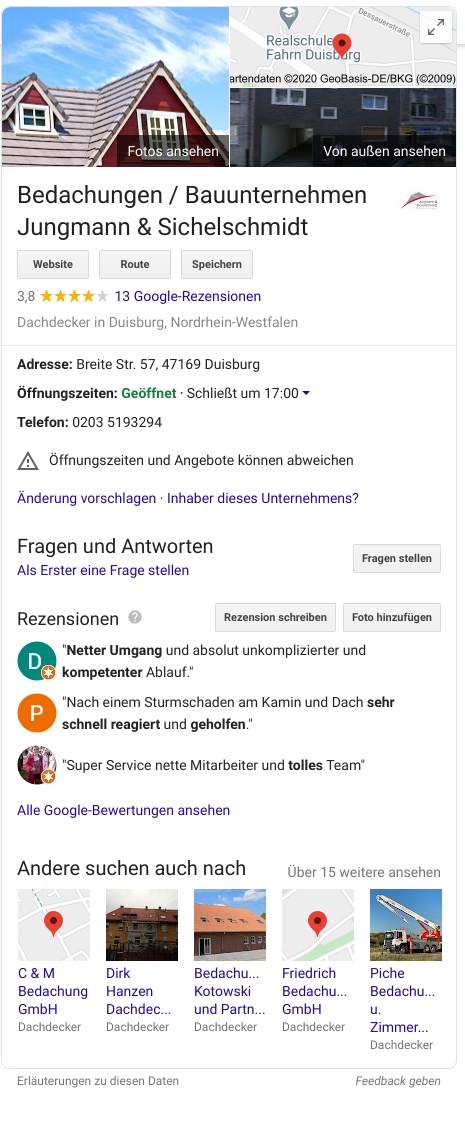 Dessauerstraße
Realschule
Fahrn Duisburg
artendaten ©2020 GeoBasis-DE/BKG (©2009)
Fotos ansehen
Von außen ansehen
Bedachungen / Bauunternehmen
Jungmann & Sichelschmidt
Website
Route
Speichern
3,8 13 Google-Rezensionen
Dachdecker in Duisburg, Nordrhein-Westfalen
Adresse: Breite Str. 57, 47169 Duisburg
Öffnungszeiten: Geöffnet · Schließt um 17:00
Telefon: 0203 5193294
Öffnungszeiten und Angebote können abweichen
Änderung vorschlagen · Inhaber dieses Unternehmens?
Fragen und Antworten
Fragen stellen
Als Erster eine Frage stellen
Rezensionen ?
Rezension schreiben
Foto hinzufügen
D
"Netter Umgang und absolut unkomplizierter und
kompetenter Ablauf."
P
"Nach einem Sturmschaden am Kamin und Dach sehr
schnell reagiert und geholfen."
"Super Service nette Mitarbeiter und tolles Team"
Alle Google-Bewertungen ansehen
Andere suchen auch nach
Über 15 weitere ansehen
C & M
Bedachung
GmbH
Dachdecker
Dirk
Hanzen
Dachdec...
Dachdecker
Bedachu...
Kotowski
und Partn...
Dachdecker
Friedrich
Bedachu...
GmbH
Dachdecker
Piche
Bedachu...
u.
Zimmer...
Dachdecker
Erläuterungen zu diesen Daten
Feedback geben